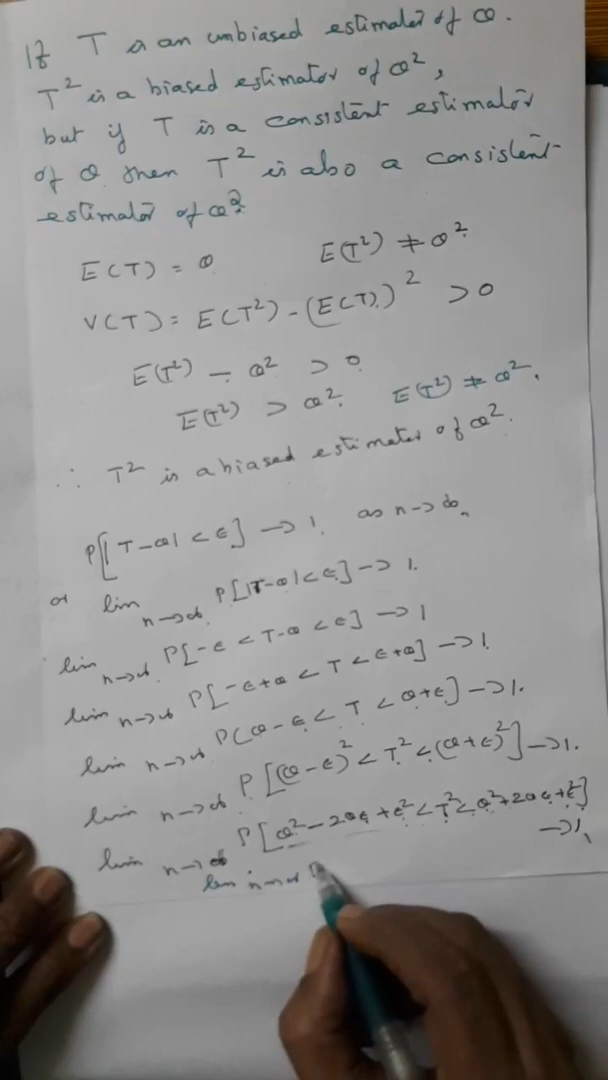 If T is an unbiased estimator of θ.
T² is a biased estimator of θ²,
but if T is a consistent estimator
of θ then T² is also a consistent
estimator of θ²
E(T) = θ E(T²) ≠ θ²
V(T) = E(T²) - (E(T))² > 0
E(T²) - θ² > 0
E(T²) > θ² E(T²) ≠ θ².
∴ T² is a biased estimator of θ².
P[|T-θ| < ε] → 1. as n → ∞
or lim n→∞ P[|T-θ| < ε] → 1.
lim n→∞ P[-ε < T-θ < ε] → 1
lim n→∞ P[-ε+θ < T < ε+θ] → 1.
lim n→∞ P(θ-ε < T < θ+ε] → 1.
lim n→∞ P[(θ-ε)² < T² < (θ+ε)²] → 1.
lim n→∞ P[θ² - 2θε + ε² < T² < θ² + 2θε + ε²]
→ 1,
lim n→∞